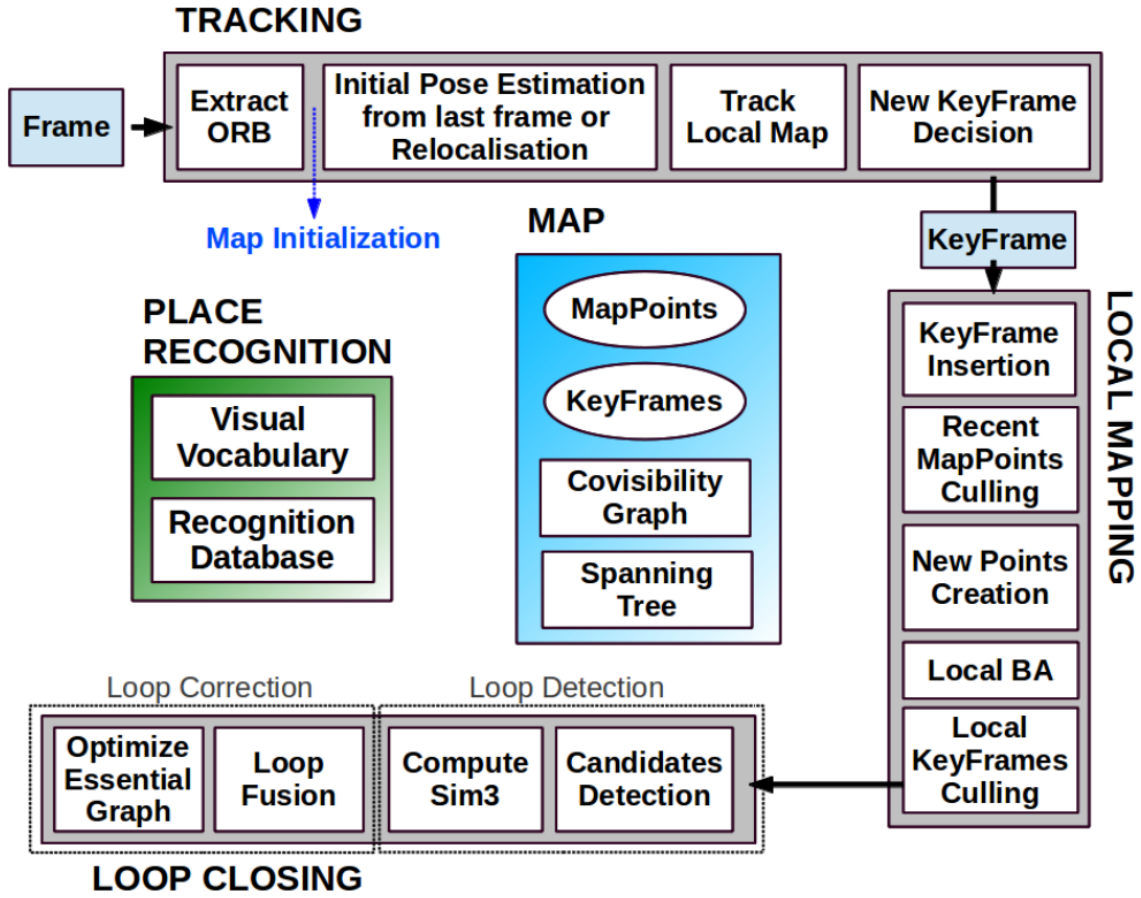 TRACKING
Frame
Extract
ORB
Initial Pose Estimation
from last frame or
Relocalisation
Track
Local Map
New KeyFrame
Decision
Map Initialization
MAP
KeyFrame
PLACE
RECOGNITION
Visual
Vocabulary
Recognition
Database
MapPoints
KeyFrames
Covisibility
Graph
Spanning
Tree
LOCAL MAPPING
KeyFrame
Insertion
Recent
MapPoints
Culling
New Points
Creation
Local BA
Local
KeyFrames
Culling
Loop Correction
Loop Detection
Optimize
Essential
Graph
Loop
Fusion
Compute
Sim3
Candidates
Detection
LOOP CLOSING